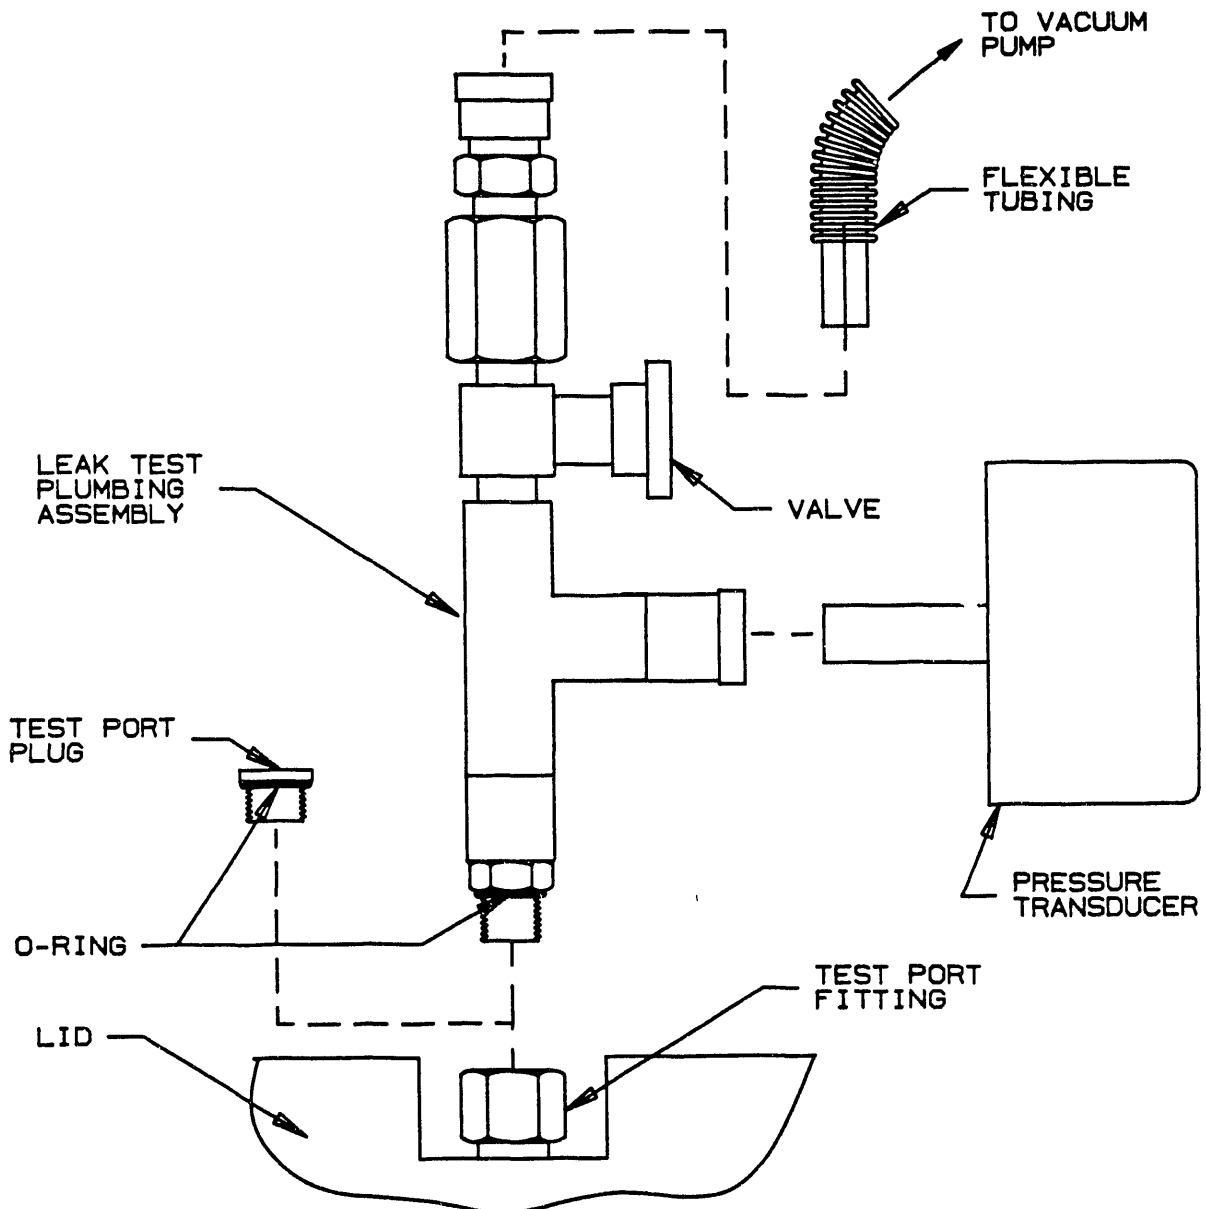 TO VACUUM
PUMP
FLEXIBLE
TUBING
LEAK TEST
PLUMBING
ASSEMBLY
VALVE
TEST PORT
PLUG
PRESSURE
TRANSDUCER
O-RING
TEST PORT
FITTING
LID